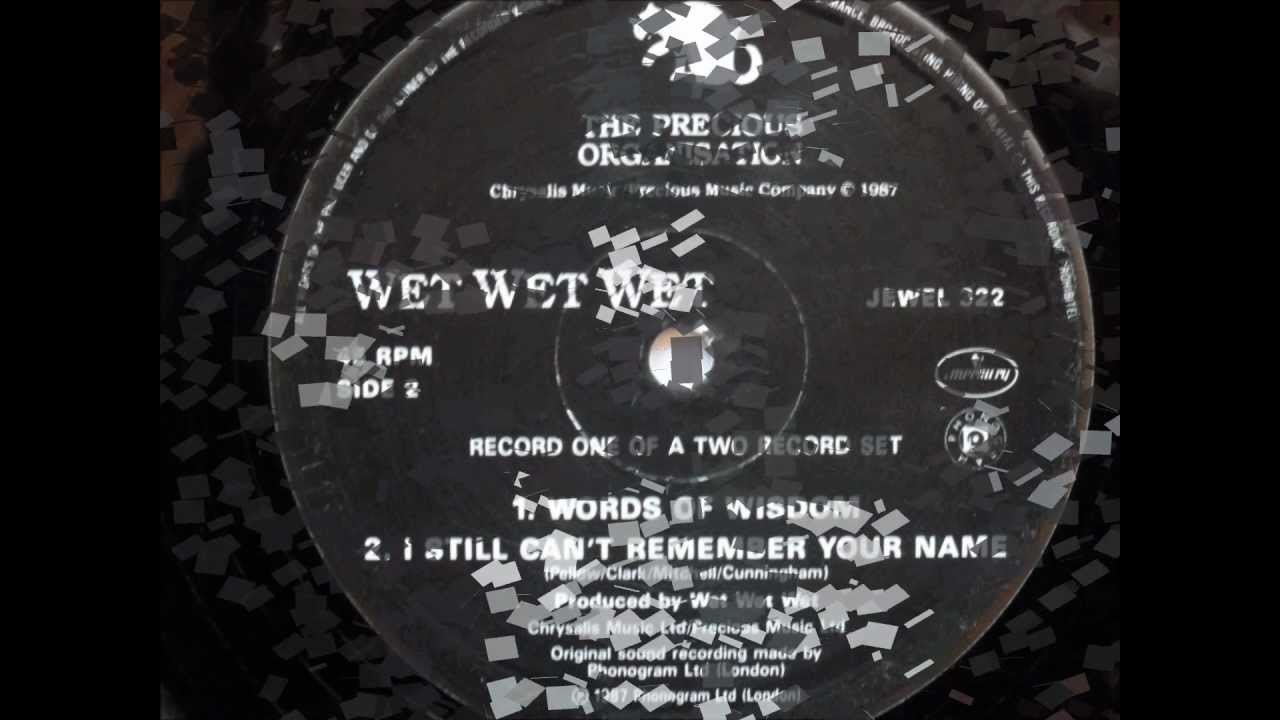 THE PRECIOUS
ORGANISATION
Chrysalis Music/Precious Music Company © 1987
WET WET WET
JEWEL 322
45 RPM
SIDE 2
RECORD ONE OF A TWO RECORD SET
1. WORDS OF WISDOM
2. I STILL CAN'T REMEMBER YOUR NAME
(Pellow/Clark/Mitchell/Cunningham)
Produced by Wet Wet Wet
Chrysalis Music Ltd/Precious Music Ltd
Original sound recording made by
Phonogram Ltd (London)
(P) 1987 Phonogram Ltd (London)